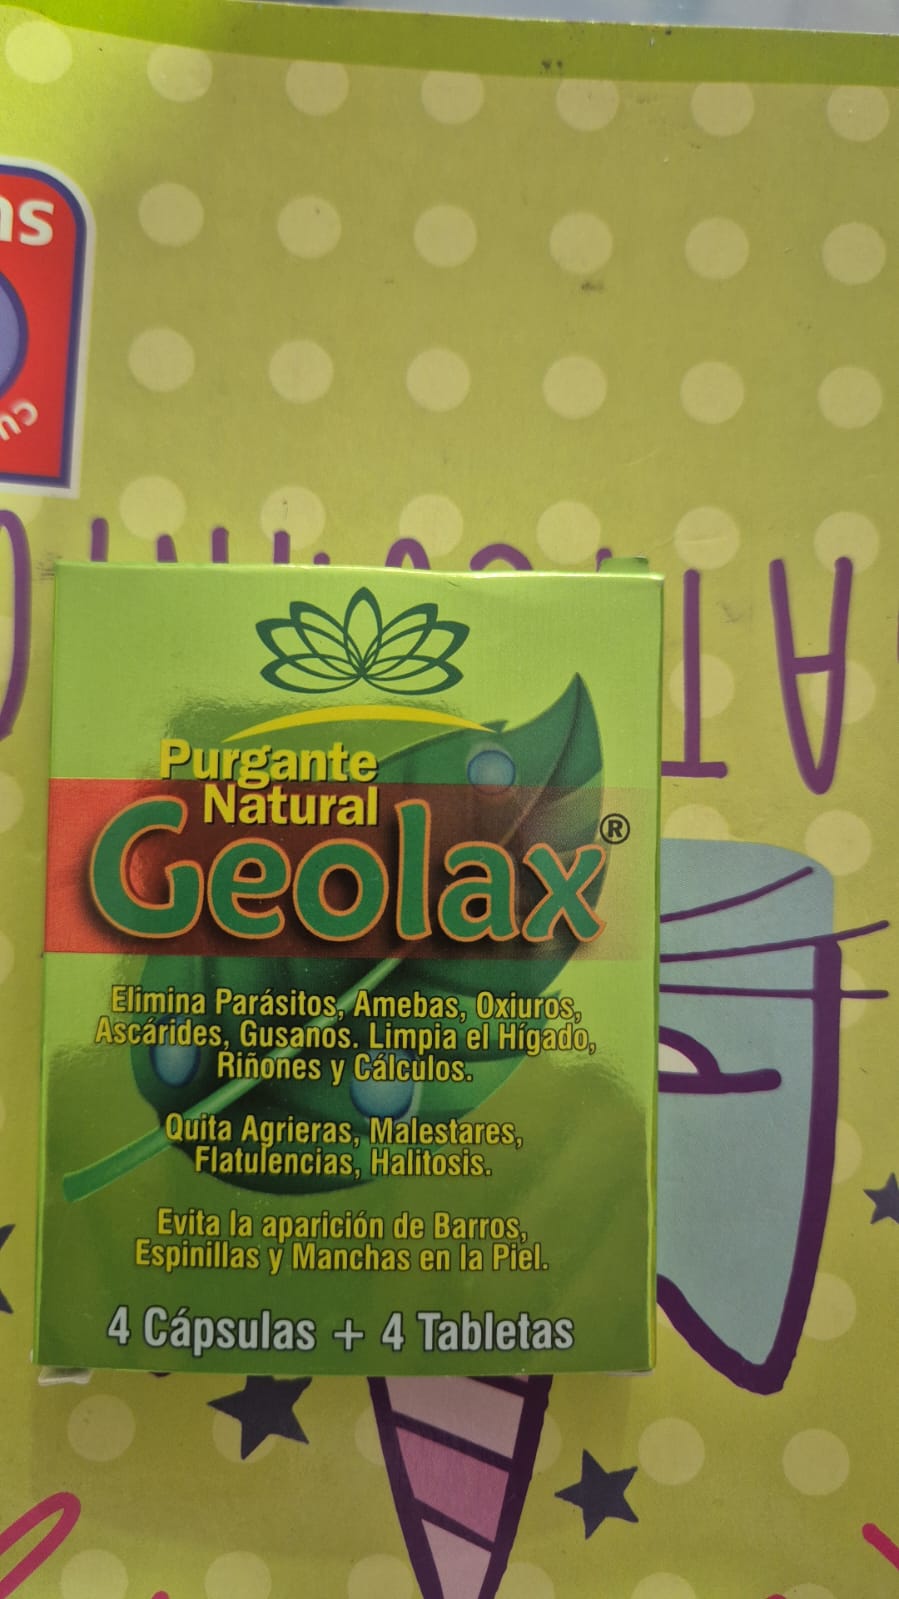 ns
Purgante
Natural
Geolax®
Elimina Parásitos, Amebas, Oxiuros,
Ascárides, Gusanos. Limpia el Hígado,
Riñones y Cálculos.
Quita Agrieras, Malestares,
Flatulencias, Halitosis.
Evita la aparición de Barros,
Espinillas y Manchas en la Piel.
4 Cápsulas + 4 Tabletas